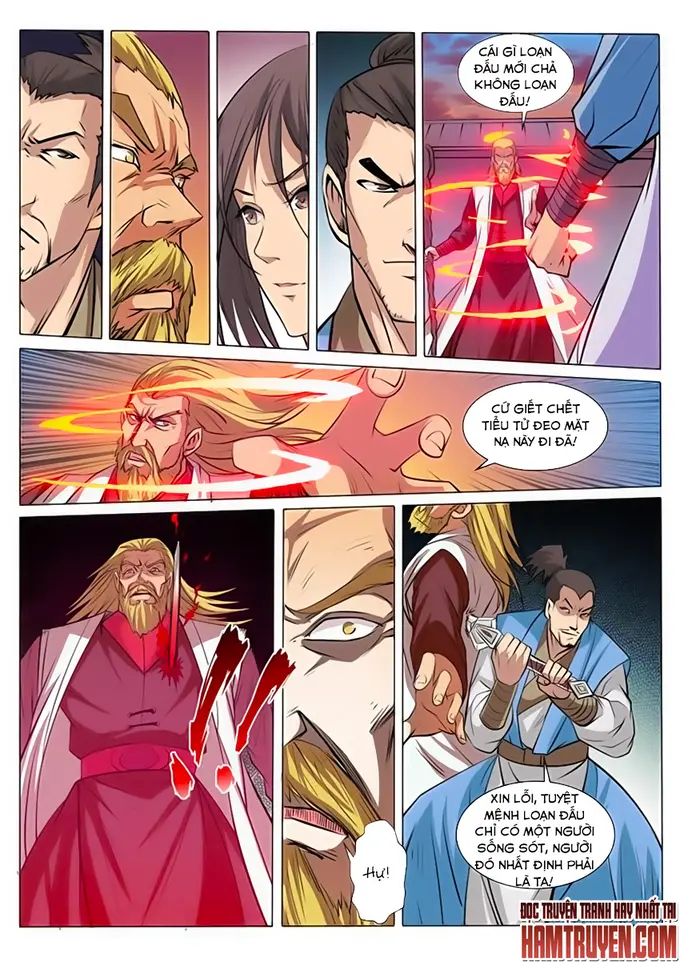 CÁI GÌ LOẠN
ĐẤU MỚI CHẢ
KHÔNG LOẠN
ĐẤU!
CỨ GIẾT CHẾT
TIỂU TỬ ĐEO MẶT
NẠ NÀY ĐI ĐÃ!
!!
HỰ!
XIN LỖI, TUYỆT
MỆNH LOẠN ĐẤU
CHỈ CÓ MỘT NGƯỜI
SỐNG SÓT, NGƯỜI
ĐÓ NHẤT ĐỊNH PHẢI
LÀ TA!
ĐỌC TRUYỆN TRANH HAY NHẤT TẠI
HAMTRUYEN.COM